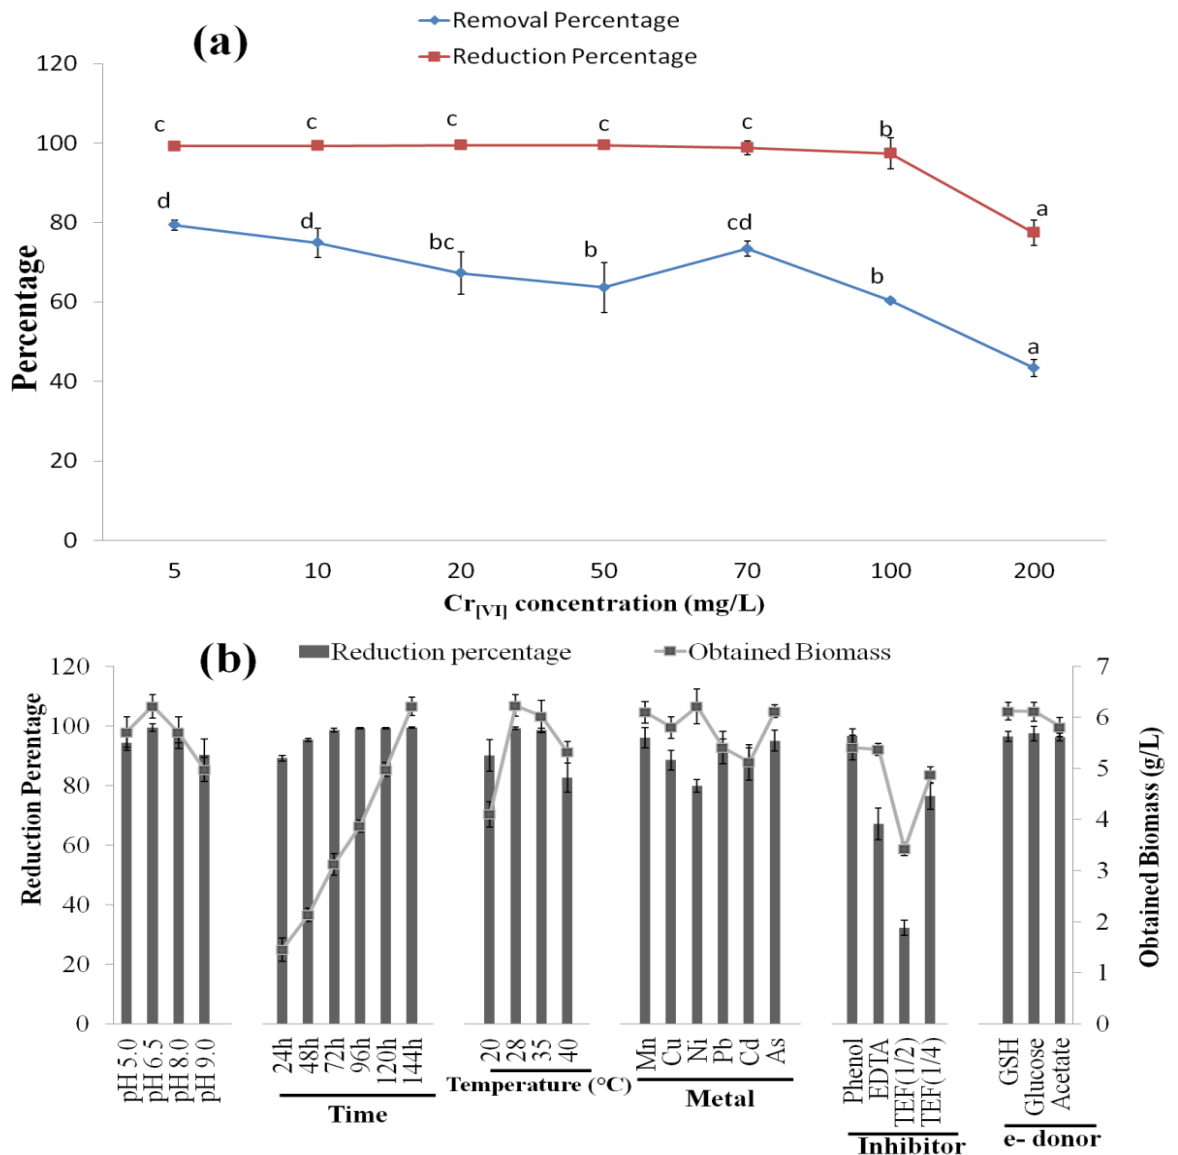 (a)
Removal Percentage
Reduction Percentage
120
100
80
60
40
20
0
Percentage
c c c c c b a
d d bc b cd b a
5 10 20 50 70 100 200
Cr[VI] concentration (mg/L)
(b)
Reduction percentage
Obtained Biomass
120
100
80
60
40
20
0
Reduction Perentage
7
6
5
4
3
2
1
0
Obtained Biomass (g/L)
pH 5.0
pH 6.5
pH 8.0
pH 9.0
24h
48h
72h
96h
120h
144h
Time
20
28
35
40
Temperature (°C)
Mn
Cu
Ni
Pb
Cd
As
Metal
Phenol
EDTA
TEF(1/2)
TEF(1/4)
Inhibitor
GSH
Glucose
Acetate
e- donor